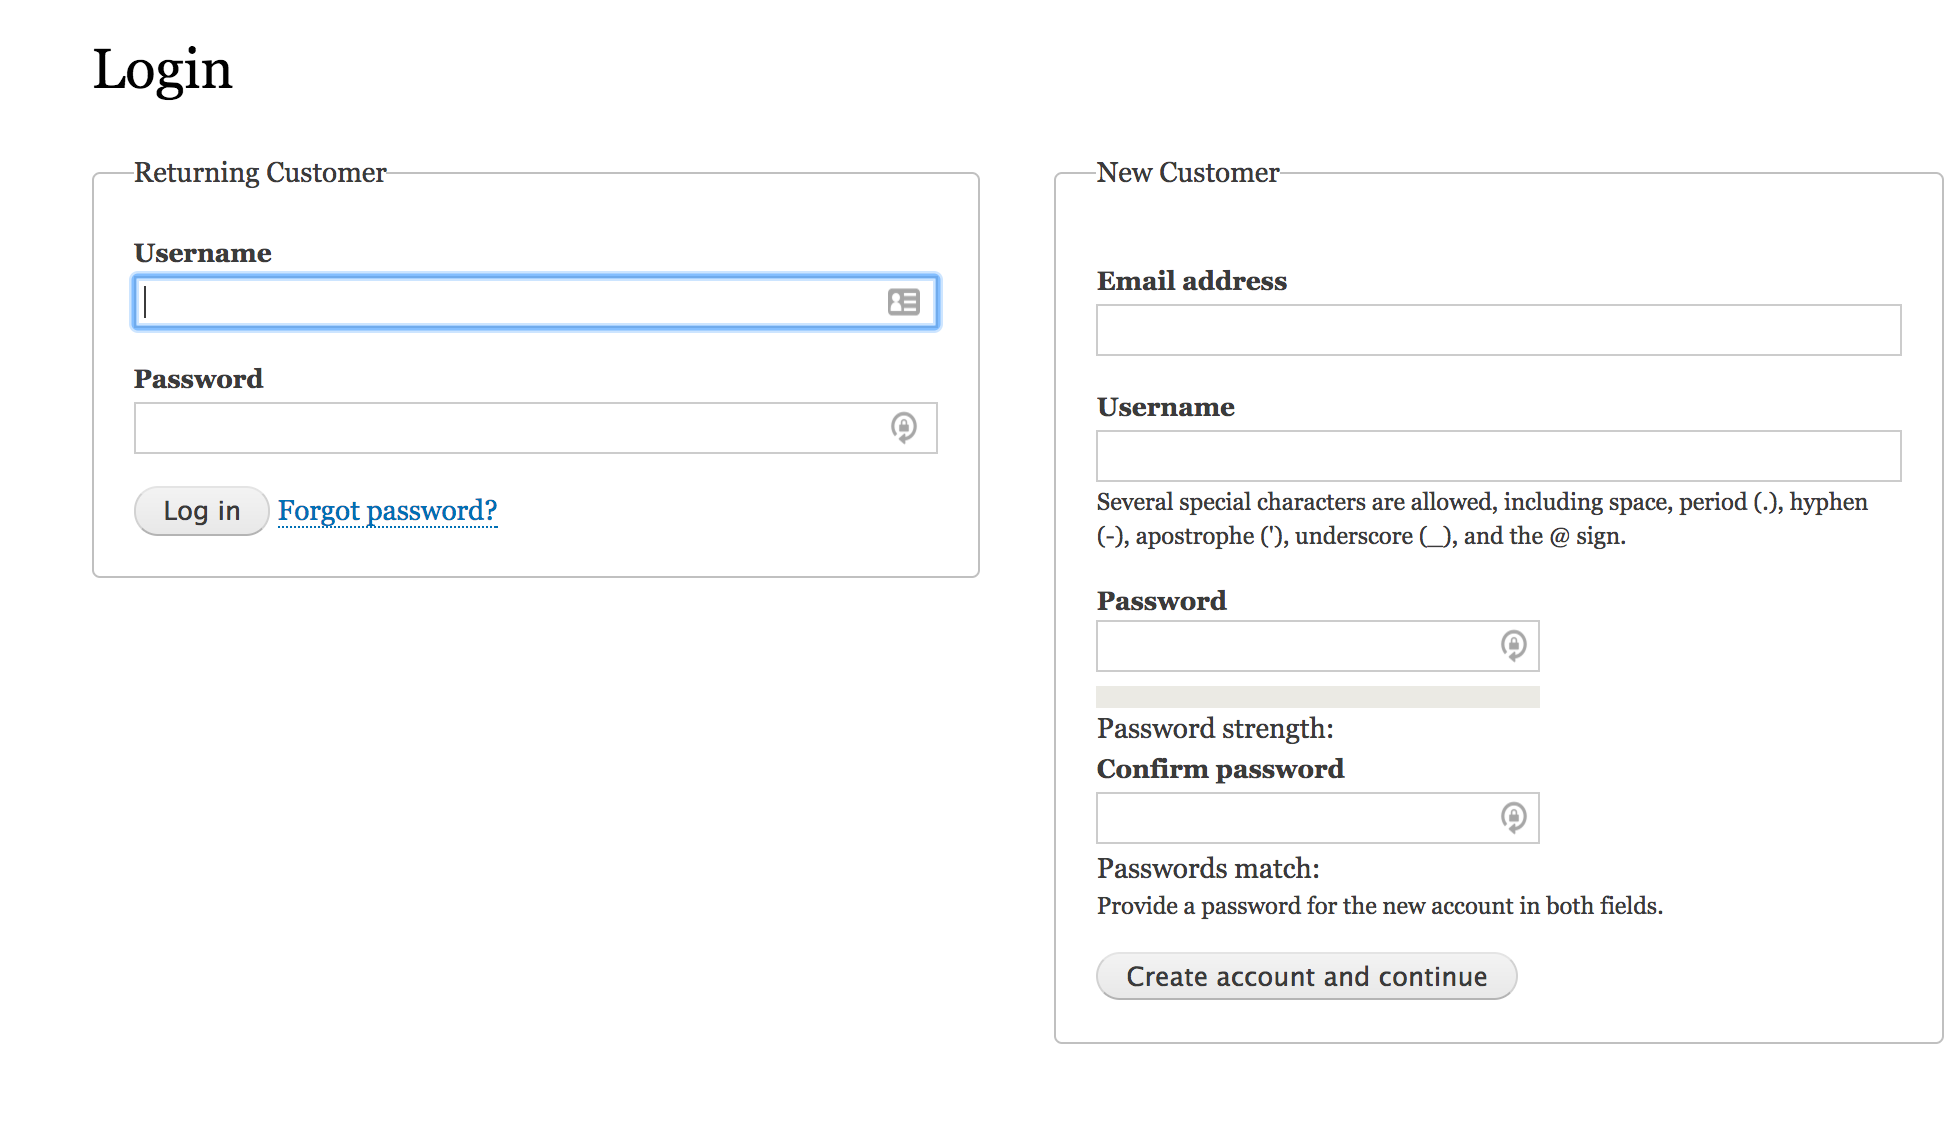 Login
Returning Customer
Username
Password
Log in Forgot password?
New Customer
Email address
Username
Several special characters are allowed, including space, period (.), hyphen
(-), apostrophe ('), underscore (_), and the @ sign.
Password
Password strength:
Confirm password
Passwords match:
Provide a password for the new account in both fields.
Create account and continue